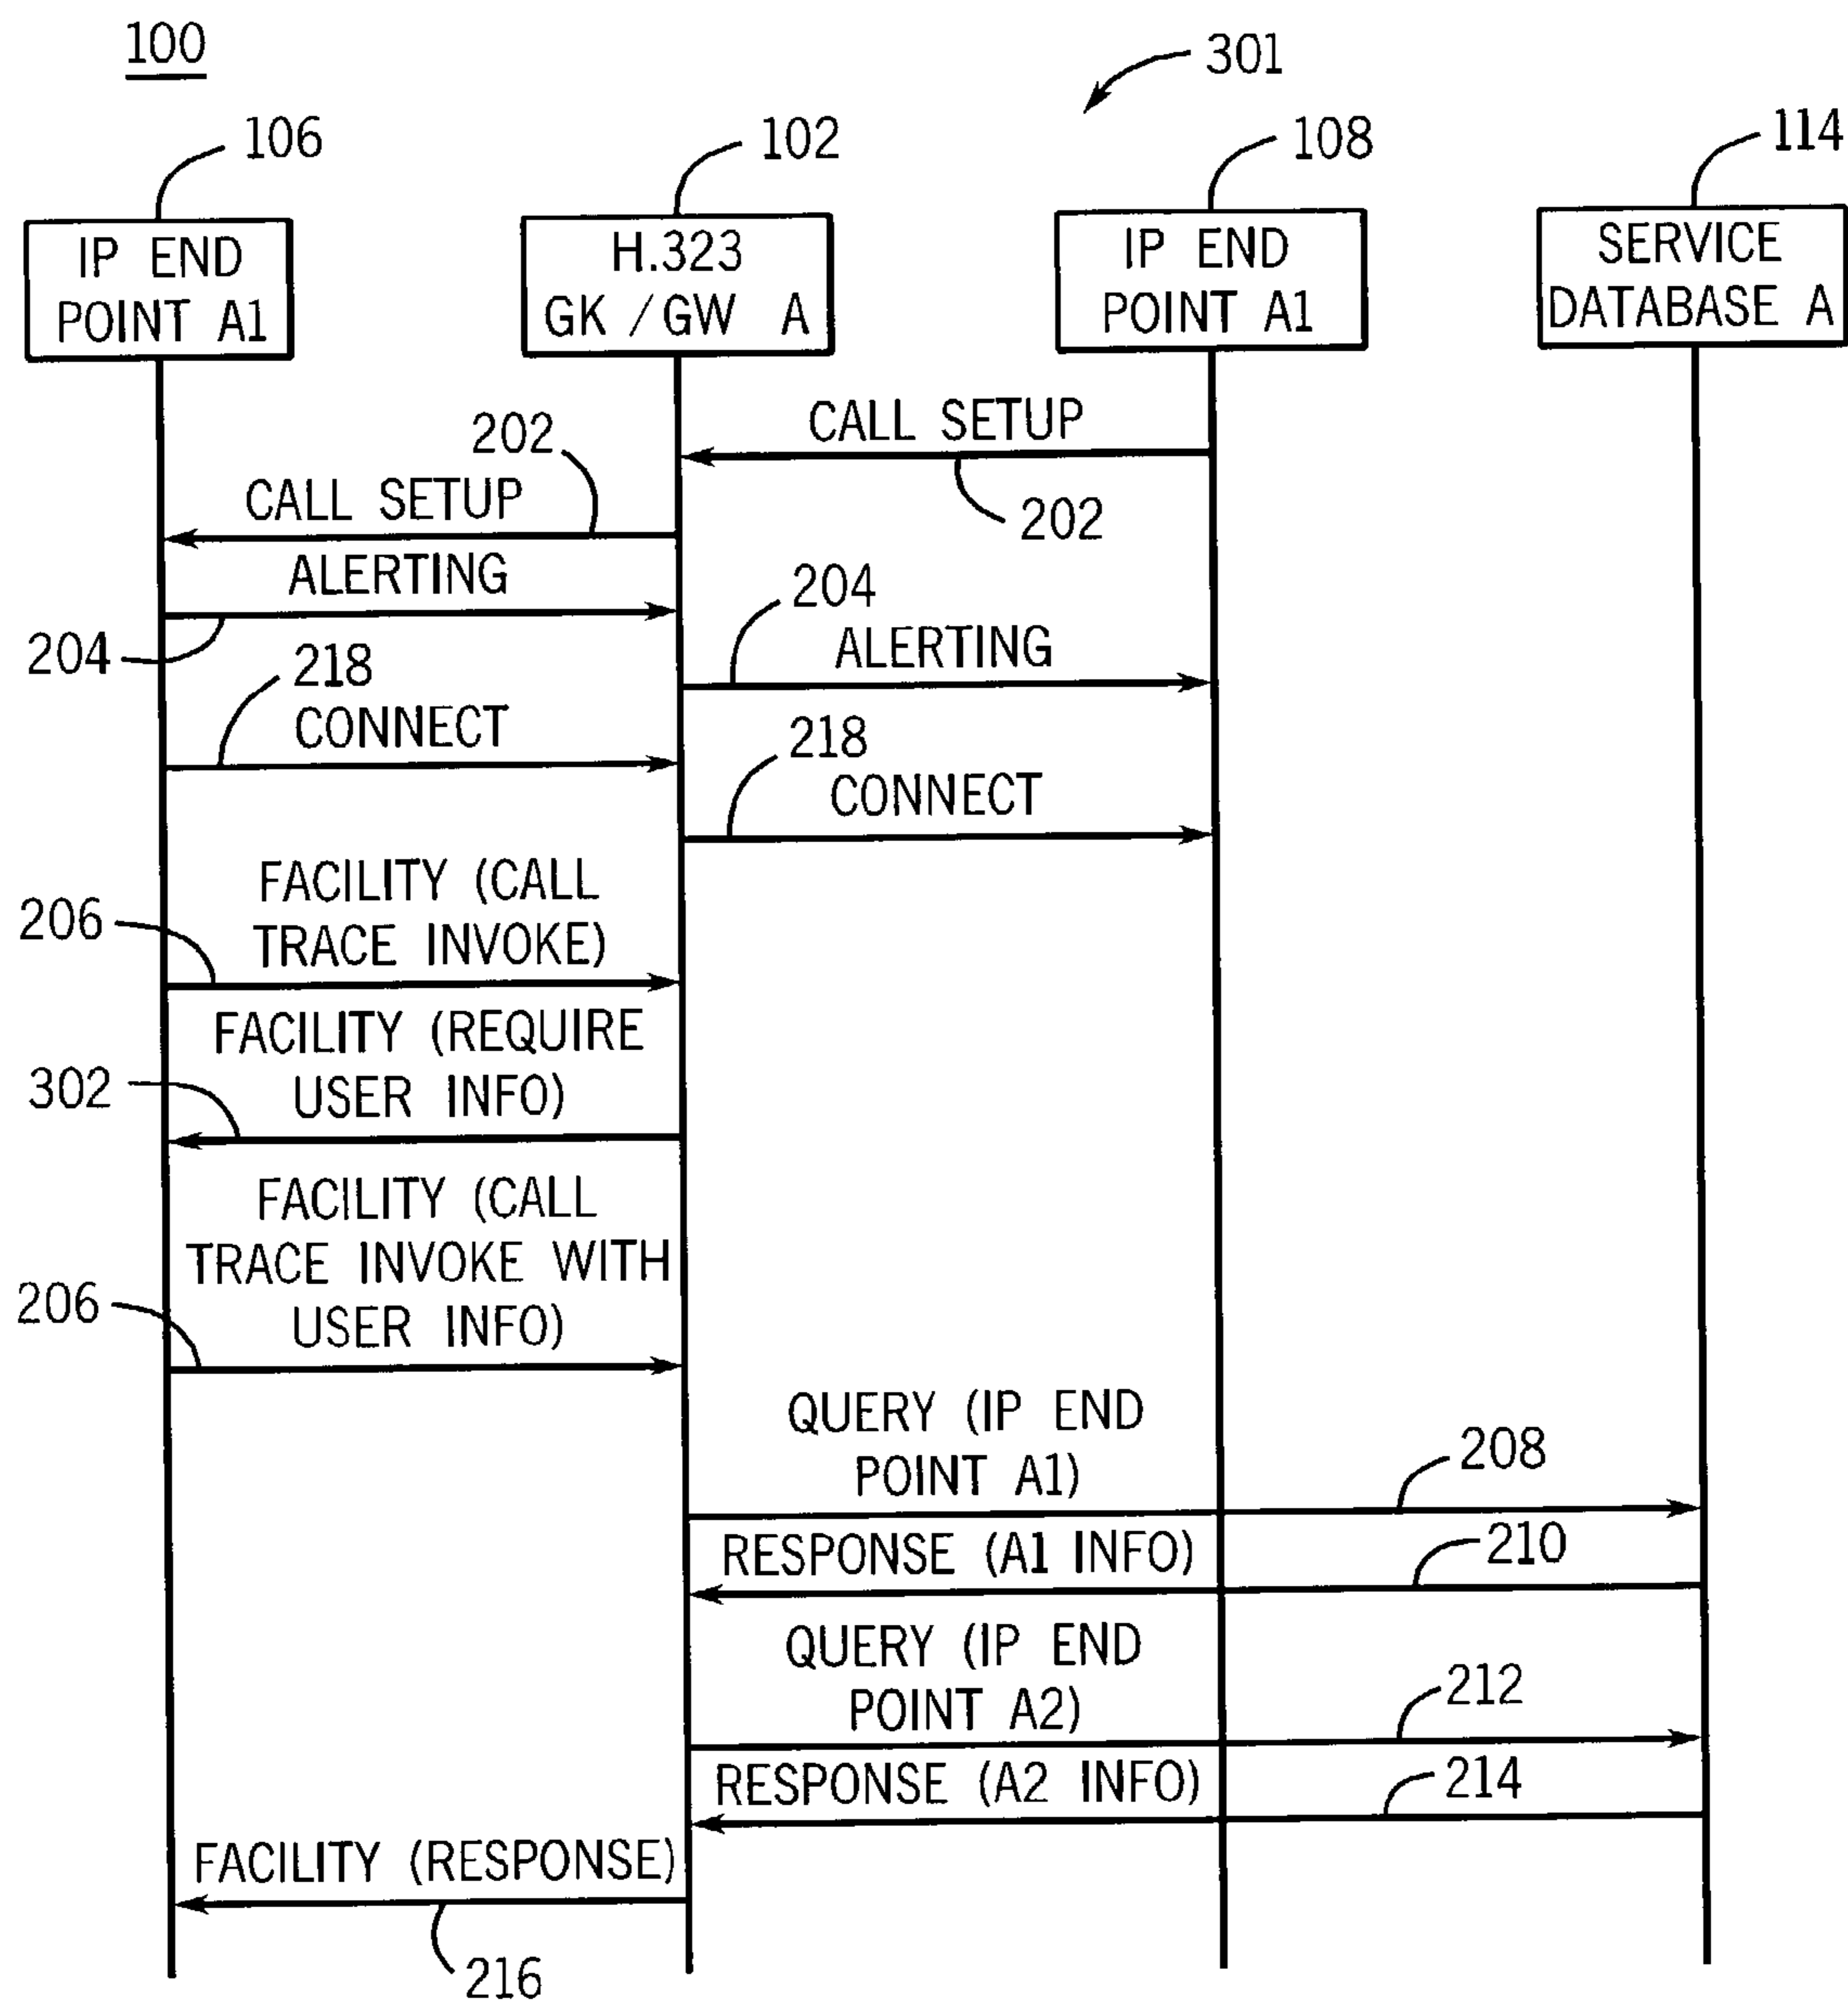 100
301
106
102
108
114
IP END
POINT A1
H.323
GK / GW A
IP END
POINT A1
SERVICE
DATABASE A
CALL SETUP
202
202
CALL SETUP
ALERTING
204
204
ALERTING
218
CONNECT
218
CONNECT
FACILITY (CALL
TRACE INVOKE)
206
FACILITY (REQUIRE
USER INFO)
302
FACILITY (CALL
TRACE INVOKE WITH
USER INFO)
206
QUERY (IP END
POINT A1)
208
RESPONSE (A1 INFO)
210
QUERY (IP END
POINT A2)
212
RESPONSE (A2 INFO)
214
FACILITY (RESPONSE)
216